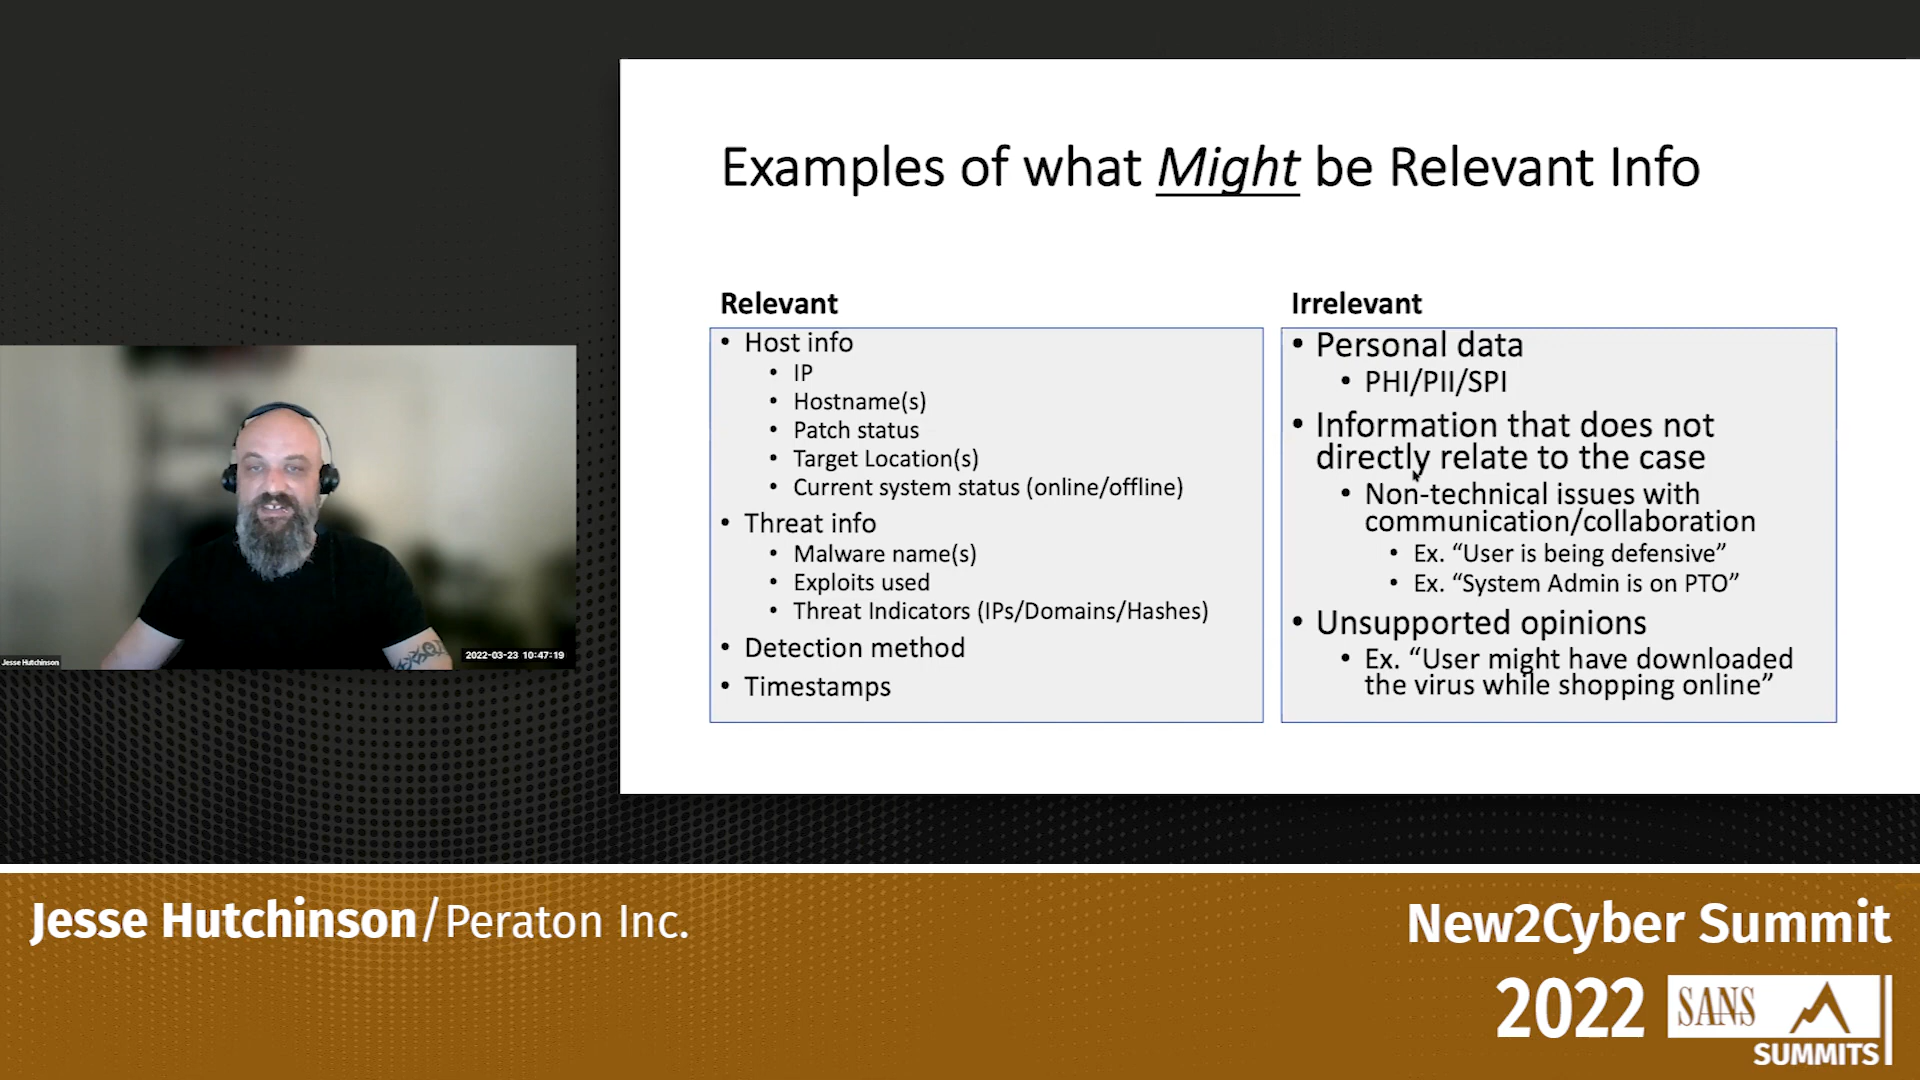 Examples of what Might be Relevant Info
Relevant
• Host info
• IP
• Hostname(s)
• Patch status
• Target Location(s)
• Current system status (online/offline)
• Threat info
• Malware name(s)
• Exploits used
• Threat Indicators (IPs/Domains/Hashes)
• Detection method
• Timestamps
Irrelevant
• Personal data
• PHI/PII/SPI
• Information that does not
directly relate to the case
• Non-technical issues with
communication/collaboration
• Ex. “User is being defensive”
• Ex. “System Admin is on PTO”
• Unsupported opinions
• Ex. “User might have downloaded
the virus while shopping online”
Jesse Hutchinson
2022-03-23 10:47:19
Jesse Hutchinson/Peraton Inc.
New2Cyber Summit
2022
SANS
SUMMITS